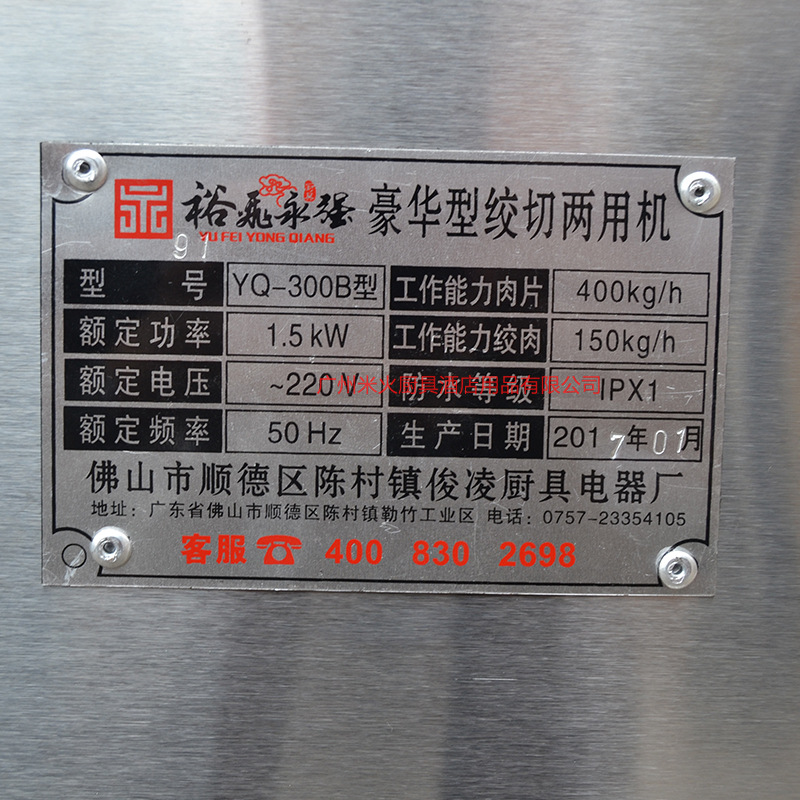 裕飛永强 豪华型绞切两用机
YU FEI YONG QIANG
91
型号 YQ-300B型 工作能力肉片 400kg/h
额定功率 1.5kW 工作能力绞肉 150kg/h
额定电压 ~220V 防水等级 IPX1
广州米火厨具酒店用品有限公司
额定频率 50Hz 生产日期 2017年01月
佛山市顺德区陈村镇俊凌厨具电器厂
地址: 广东省佛山市顺德区陈村镇勒竹工业区 电话: 0757-23354105
客服☎ 400 830 2698